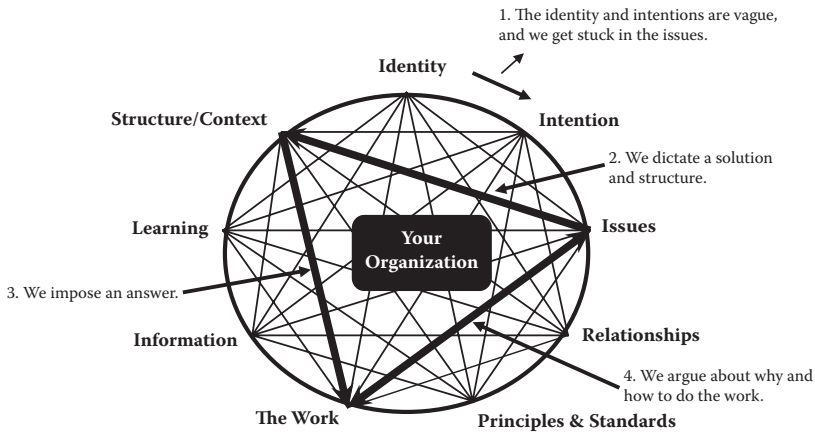 1. The identity and intentions are vague,
and we get stuck in the issues.
Identity
Structure/Context
Intention
2. We dictate a solution
and structure.
Learning
Issues
Your
Organization
3. We impose an answer.
Information
Relationships
4. We argue about why and
how to do the work.
The Work
Principles & Standards